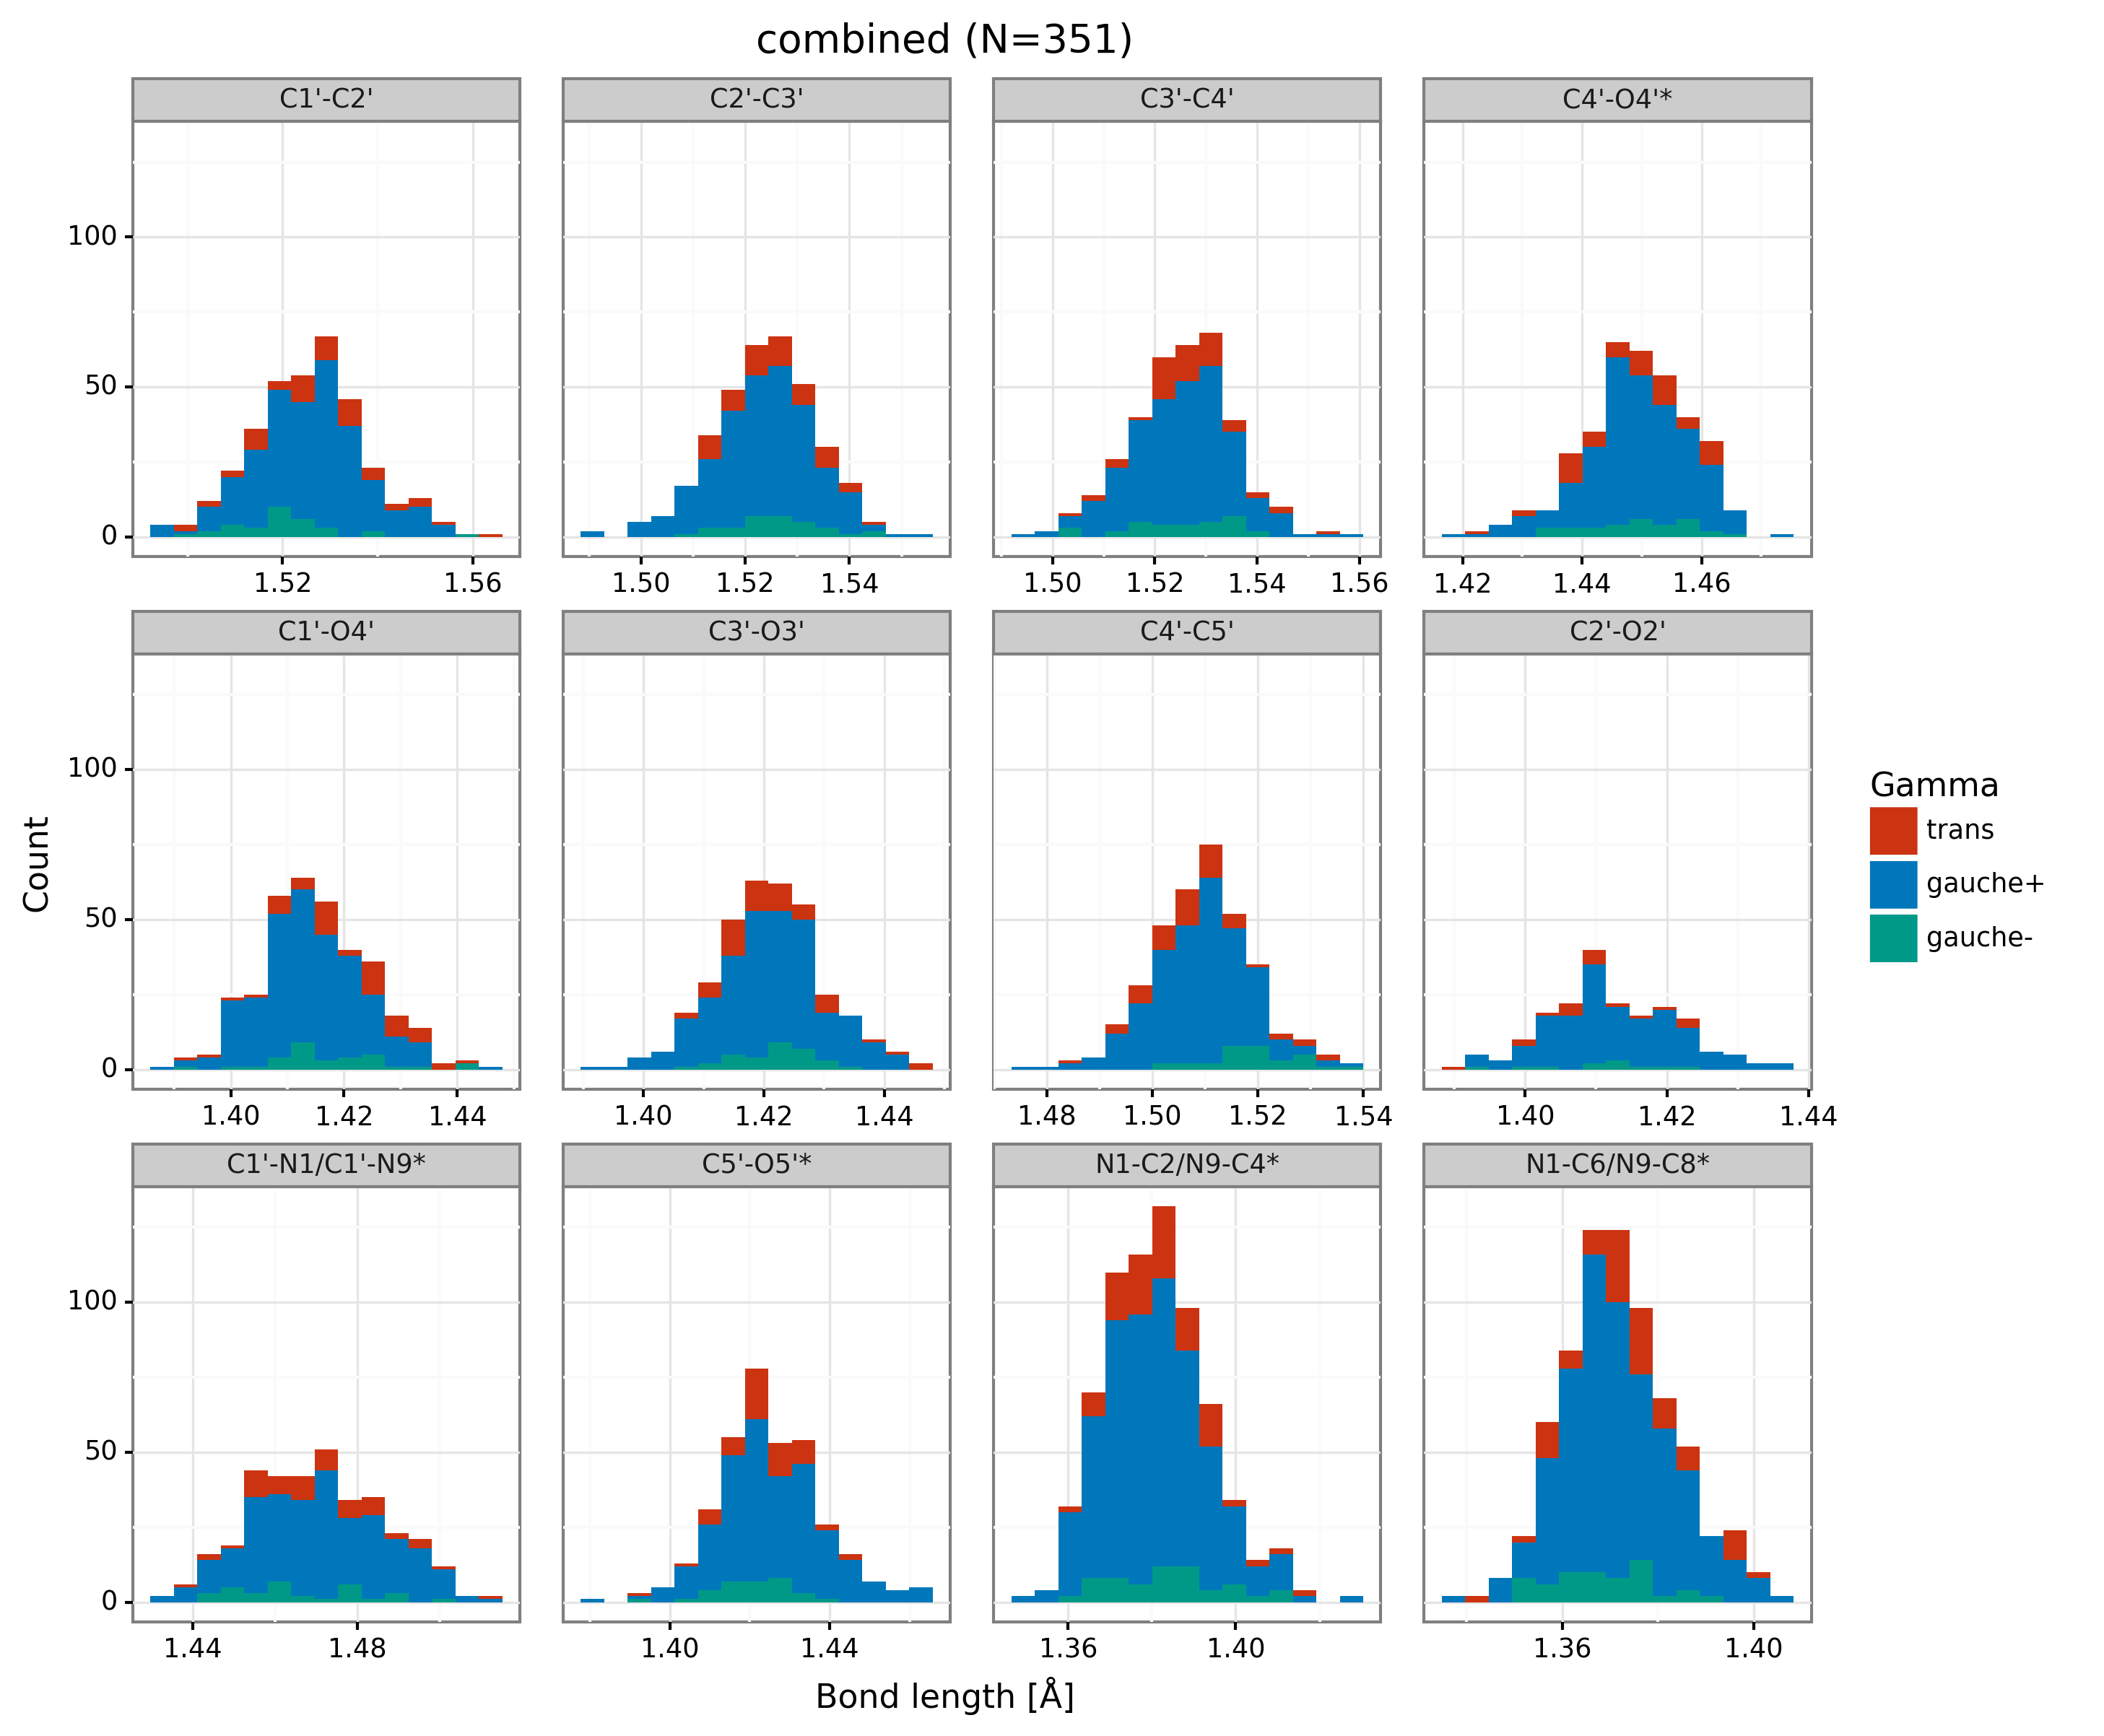 combined (N=351)
C1'-C2' C2'-C3' C3'-C4' C4'-O4'*
100
50
0
1.52 1.56 1.50 1.52 1.54 1.50 1.52 1.54 1.56 1.42 1.44 1.46
C1'-O4' C3'-O3' C4'-C5' C2'-O2'
100
50
0
1.40 1.42 1.44 1.40 1.42 1.44 1.48 1.50 1.52 1.54 1.40 1.42 1.44
C1'-N1/C1'-N9* C5'-O5'* N1-C2/N9-C4* N1-C6/N9-C8*
100
50
0
1.44 1.48 1.40 1.44 1.36 1.40 1.36 1.40
Count
Bond length [Å]
Gamma
trans
gauche+
gauche-